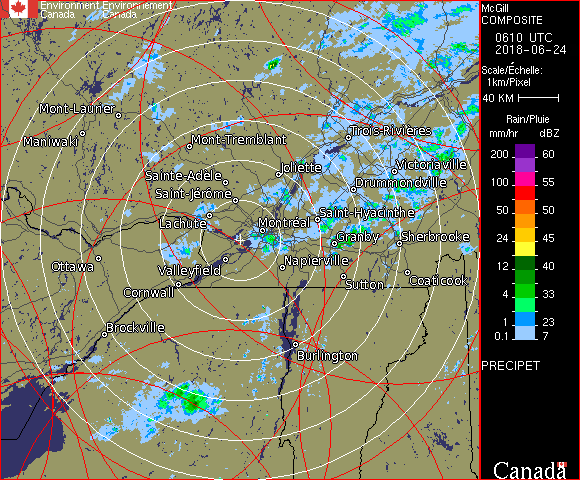 Environment Environnement
Canada Canada
McGill
COMPOSITE
0610 UTC
2018-06-24
Scale/Échelle:
1km/Pixel
40 KM
Rain/Pluie
mm/hr dBZ
200 60
100 55
50 50
24 45
12 40
4 33
1 23
0.1 7
PRECIPET
Canada
Mont-Laurier
Maniwaki
Mont-Tremblant
Trois-Rivières
Sainte-Adèle
Joliette
Victoriaville
Saint-Jérôme
Drummondville
Lachute
Montréal
Saint-Hyacinthe
Granby
Sherbrooke
Ottawa
Valleyfield
Napierville
Cornwall
Sutton
Coaticook
Brockville
Burlington